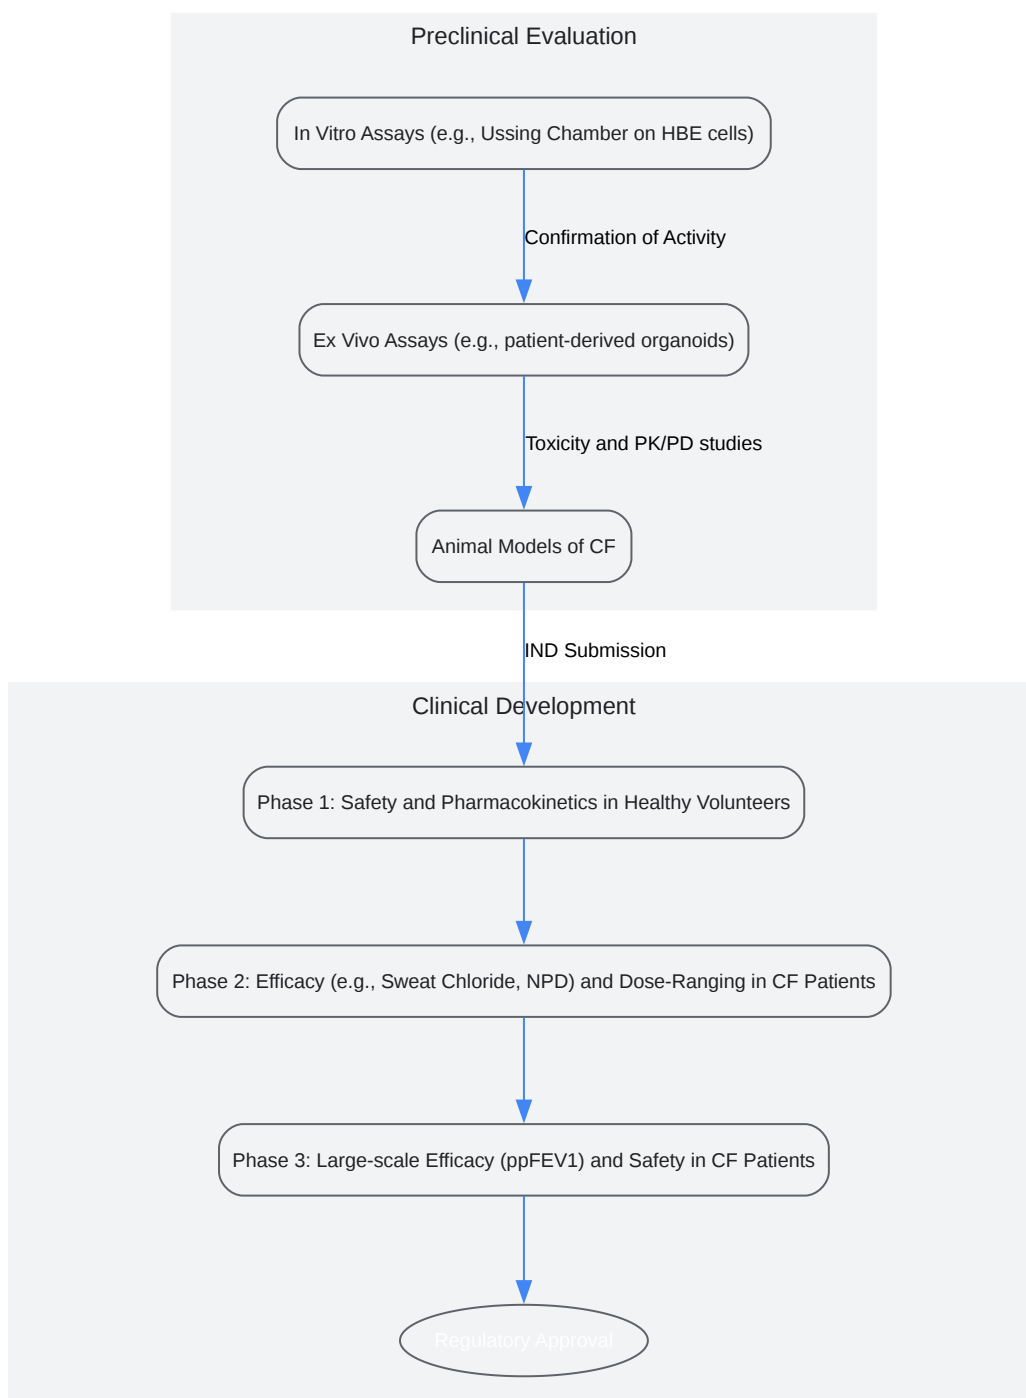 Preclinical Evaluation
In Vitro Assays (e.g., Ussing Chamber on HBE cells)
Confirmation of Activity
Ex Vivo Assays (e.g., patient-derived organoids)
Toxicity and PK/PD studies
Animal Models of CF
IND Submission
Clinical Development
Phase 1: Safety and Pharmacokinetics in Healthy Volunteers
Phase 2: Efficacy (e.g., Sweat Chloride, NPD) and Dose-Ranging in CF Patients
Phase 3: Large-scale Efficacy (ppFEV1) and Safety in CF Patients
Regulatory Approval